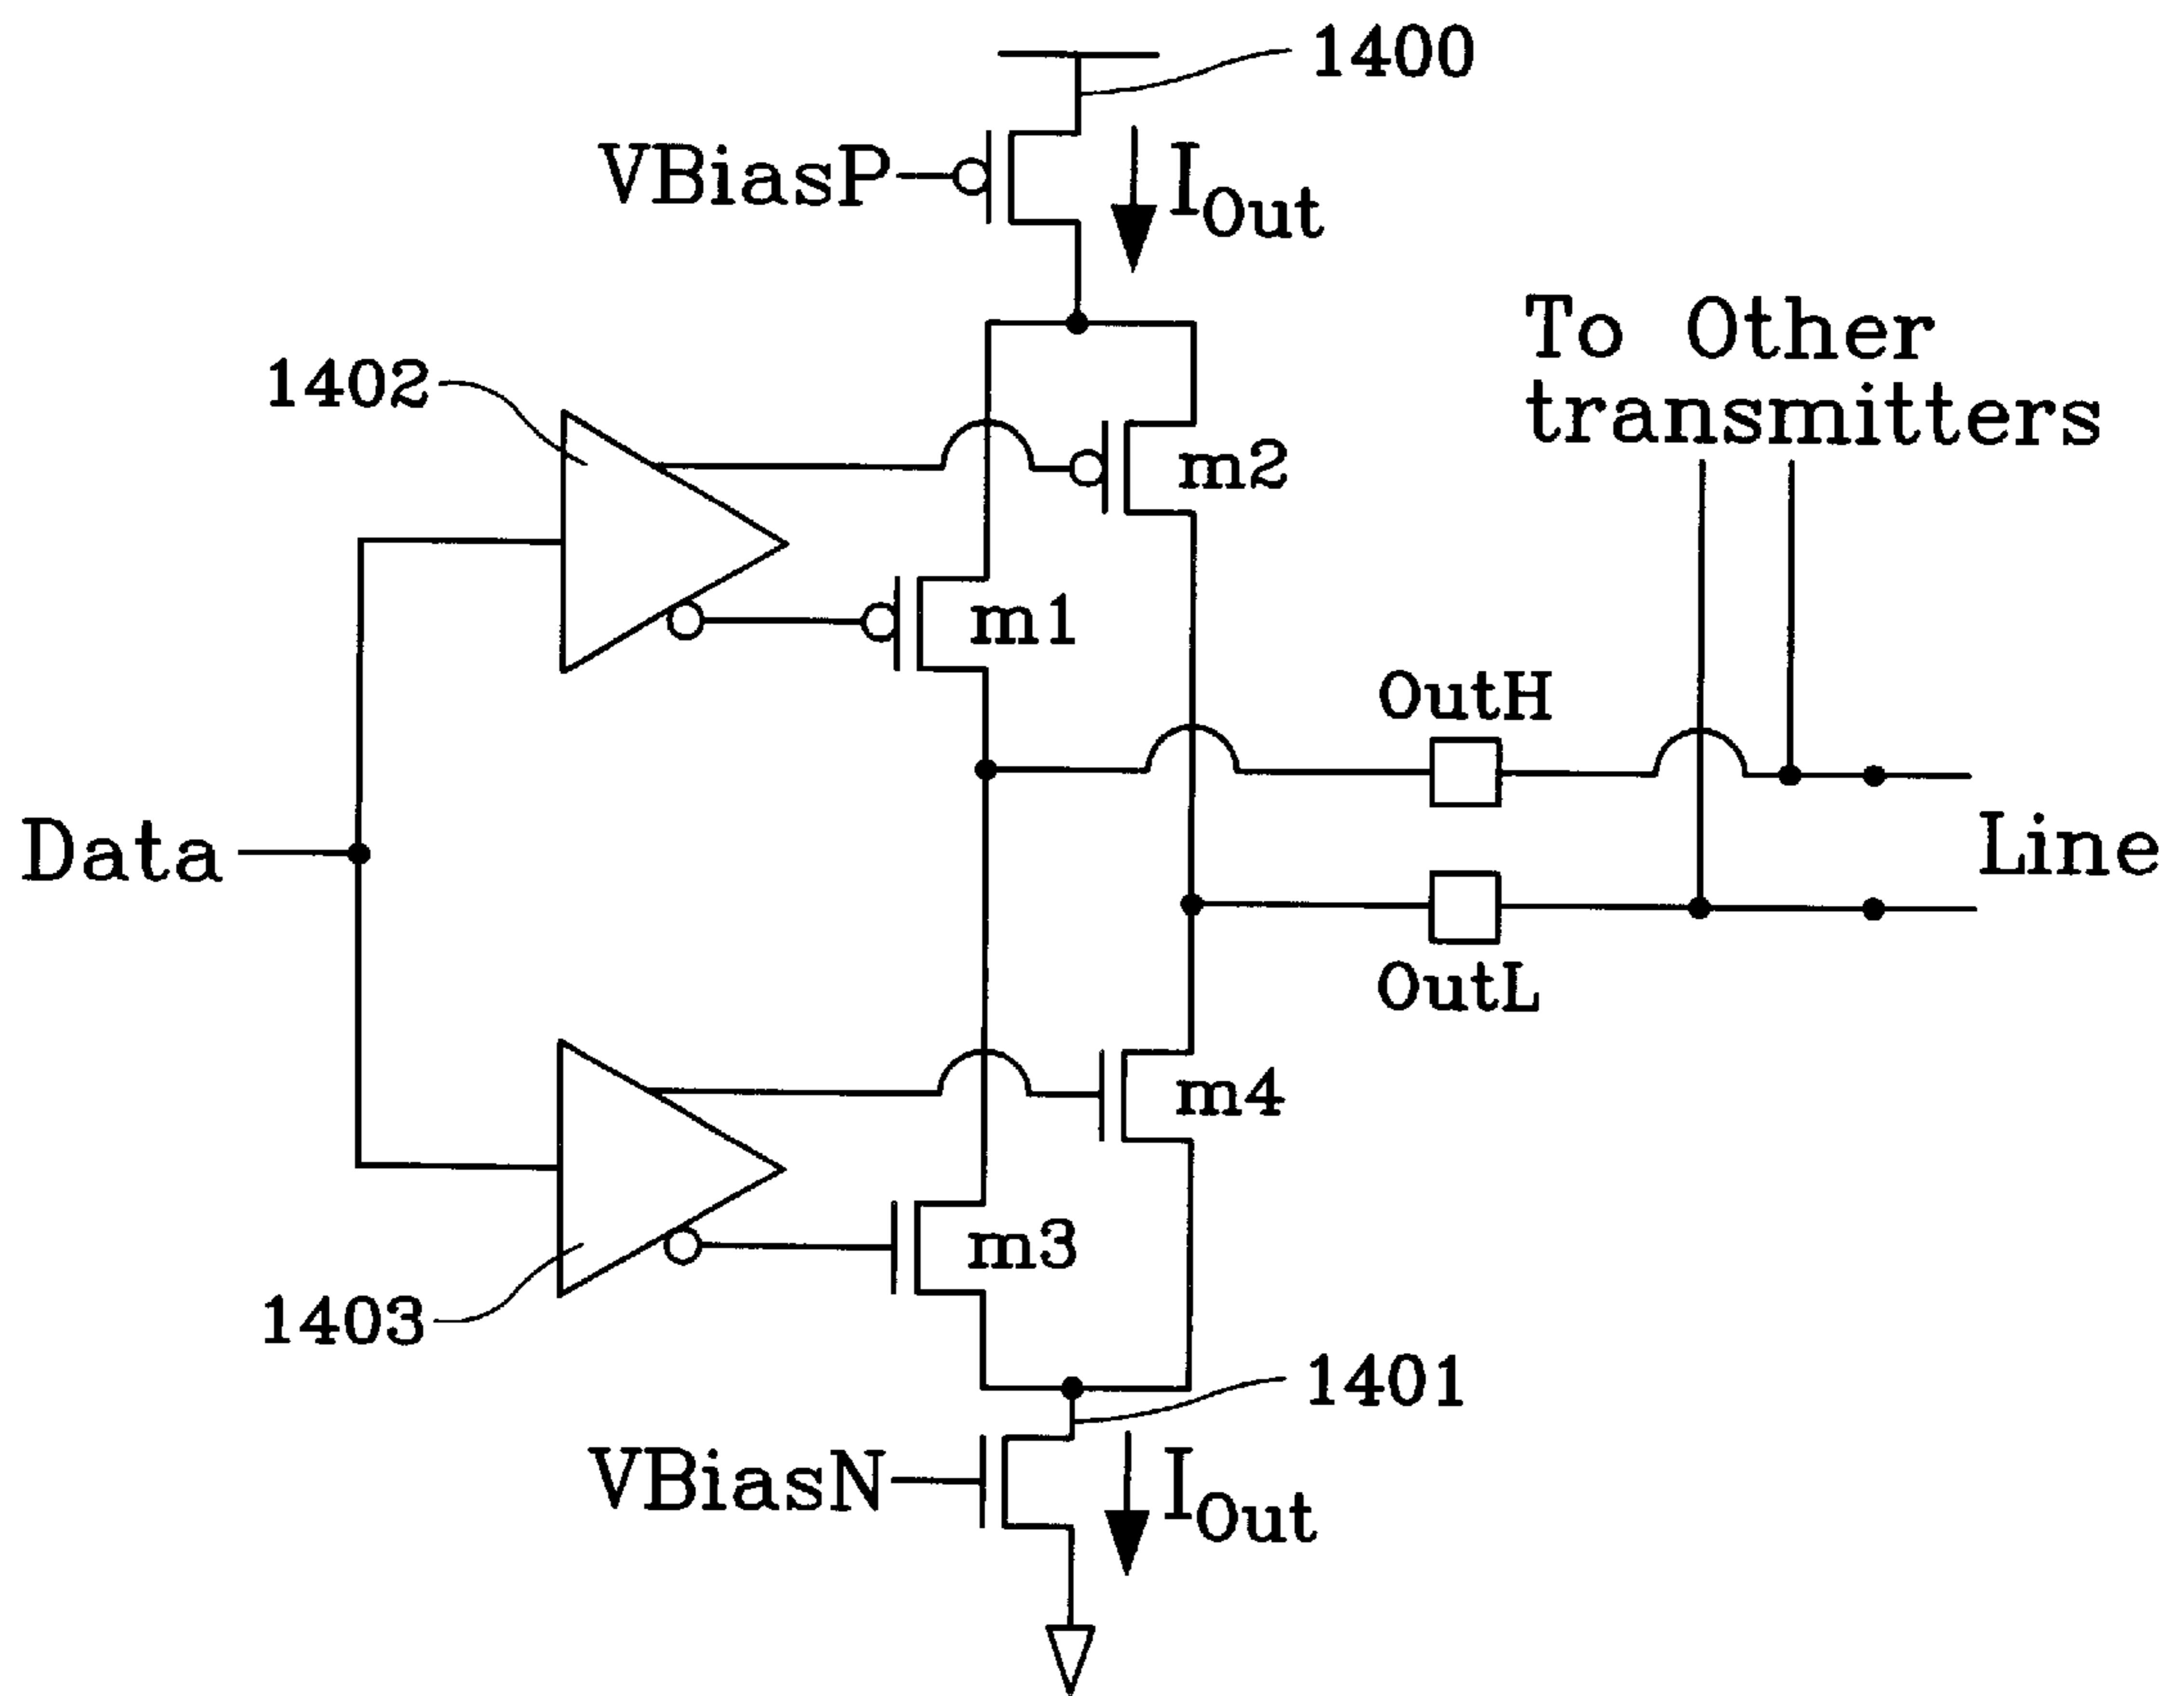 1400
VBiasP
IOut
To Other
transmitters
1402
m2
m1
OutH
Data
Line
OutL
m4
m3
1403
1401
VBiasN
IOut